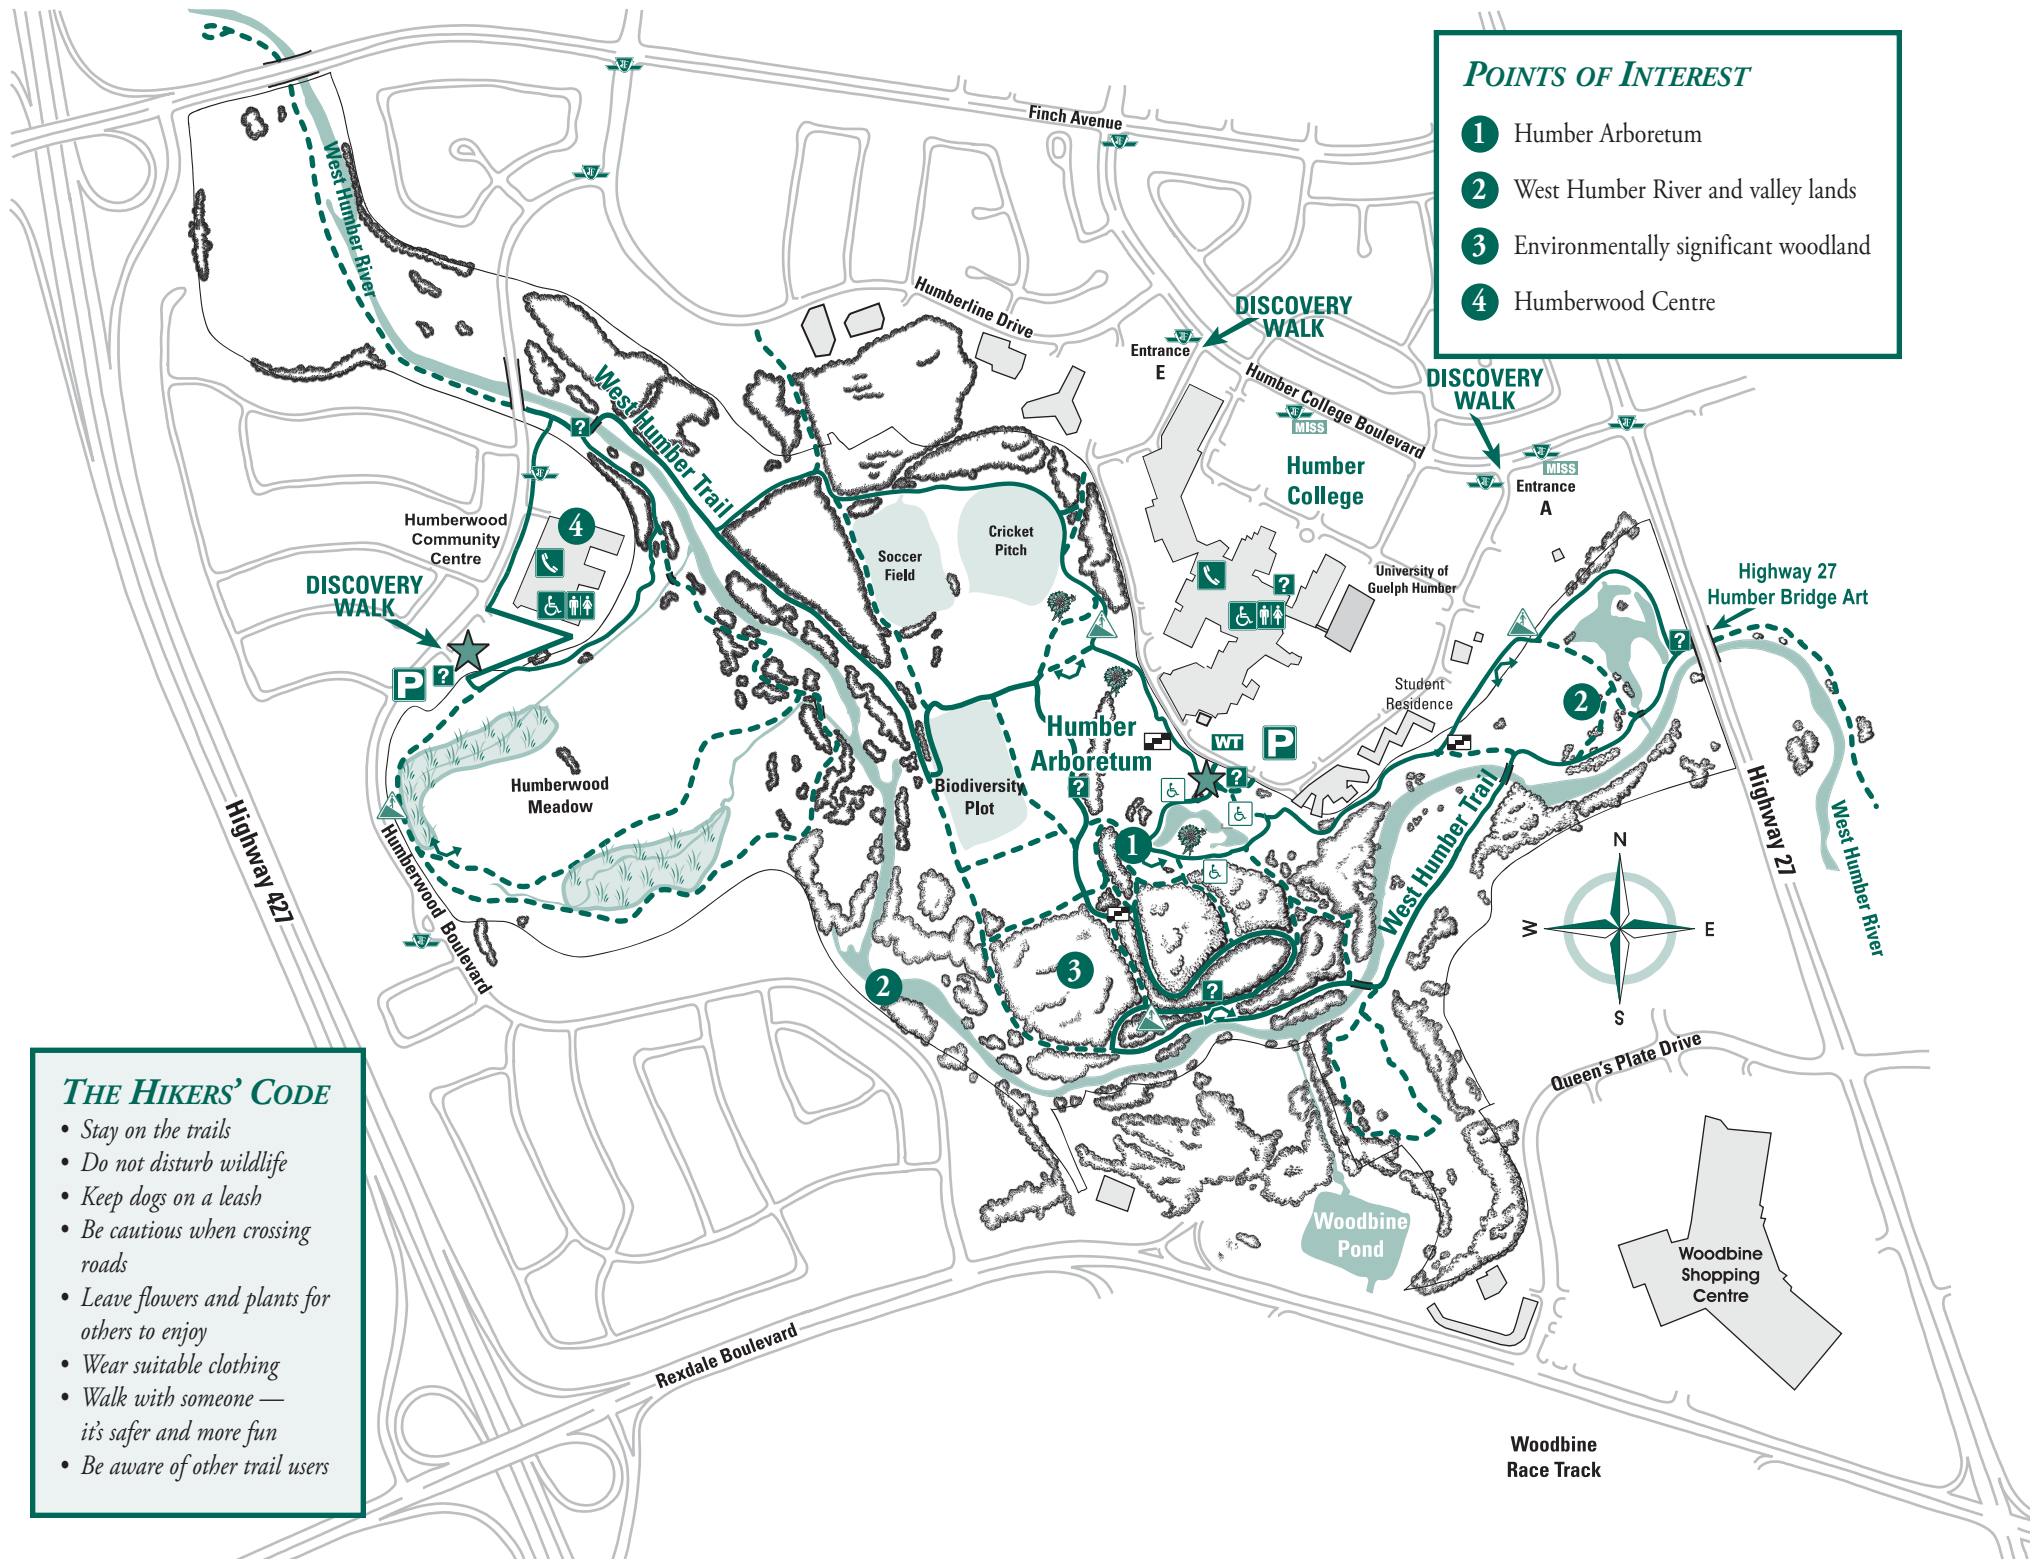 POINTS OF INTEREST
1 Humber Arboretum
2 West Humber River and valley lands
3 Environmentally significant woodland
4 Humberwood Centre
Finch Avenue
West Humber River
Humberline Drive
DISCOVERY
WALK
Entrance
E
Humber College Boulevard
DISCOVERY
WALK
MISS
MISS
Entrance
A
Humber
College
West Humber Trail
Humberwood
Community
Centre
4
Soccer
Field
Cricket
Pitch
University of
Guelph Humber
Highway 27
Humber Bridge Art
DISCOVERY
WALK
P
?
?
?
?
Student
Residence
2
Humber
Arboretum
WT
P
?
?
Biodiversity
Plot
Humberwood
Meadow
1
Highway 427
Humberwood Boulevard
West Humber Trail
Highway 27
West Humber River
N
W
E
S
3
2
?
Queen's Plate Drive
THE HIKERS' CODE
• Stay on the trails
• Do not disturb wildlife
• Keep dogs on a leash
• Be cautious when crossing
roads
• Leave flowers and plants for
others to enjoy
• Wear suitable clothing
• Walk with someone —
it's safer and more fun
• Be aware of other trail users
Woodbine
Pond
Woodbine
Shopping
Centre
Rexdale Boulevard
Woodbine
Race Track